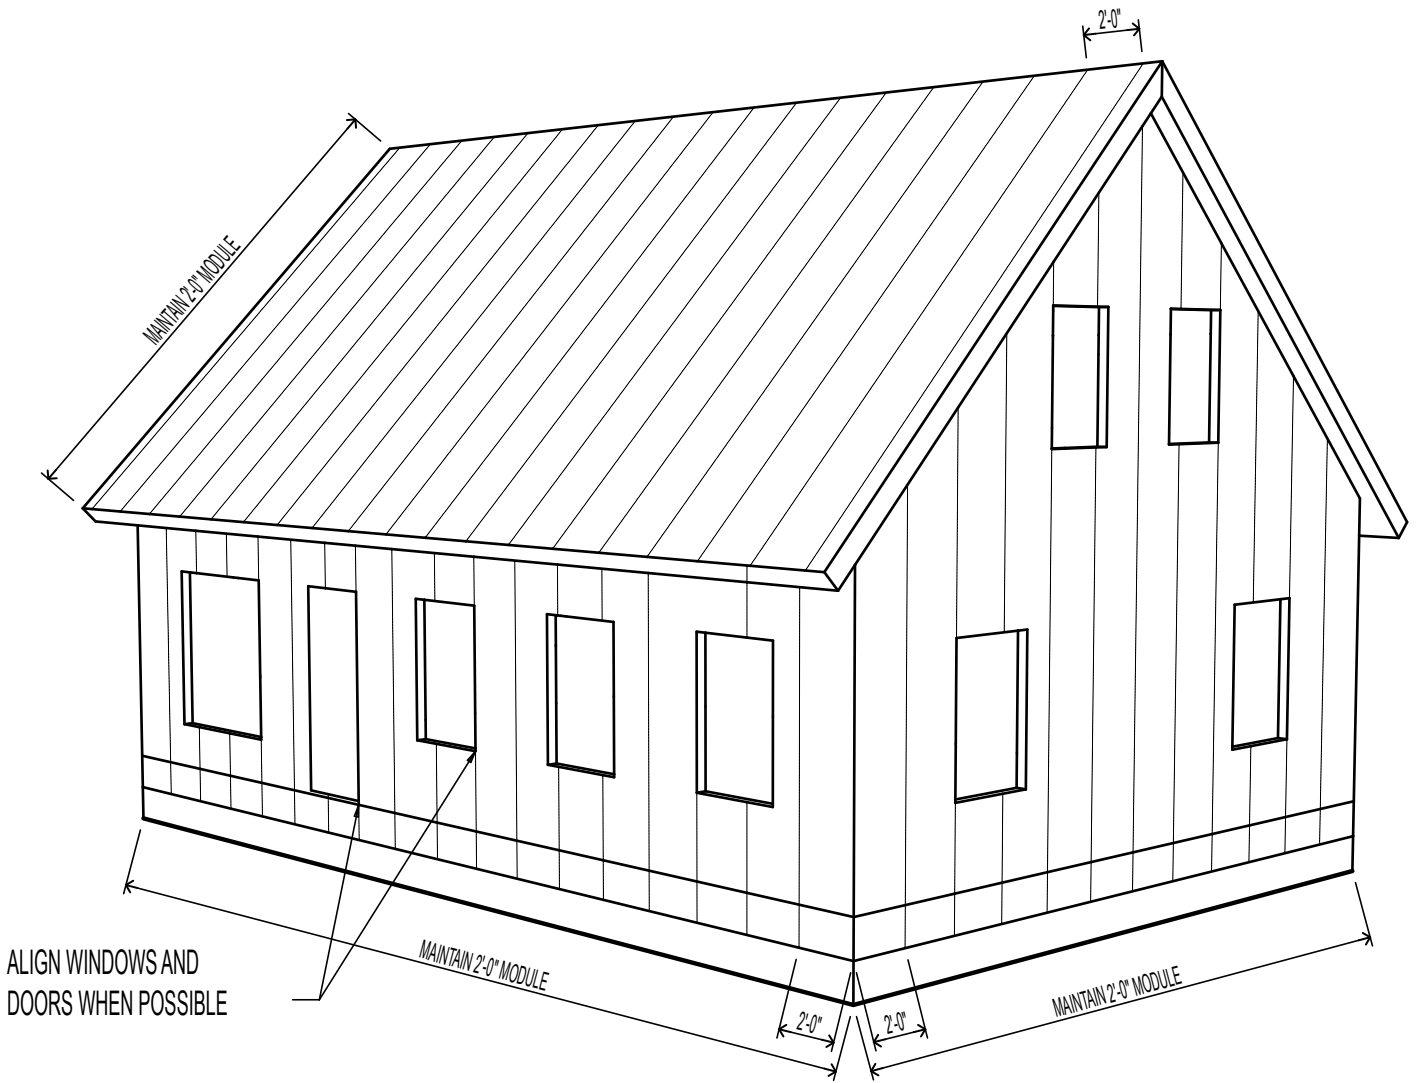 2'-0"
MAINTAIN 2'-0" MODULE
ALIGN WINDOWS AND
DOORS WHEN POSSIBLE
MAINTAIN 2'-0" MODULE
2'-0"
2'-0"
MAINTAIN 2'-0" MODULE